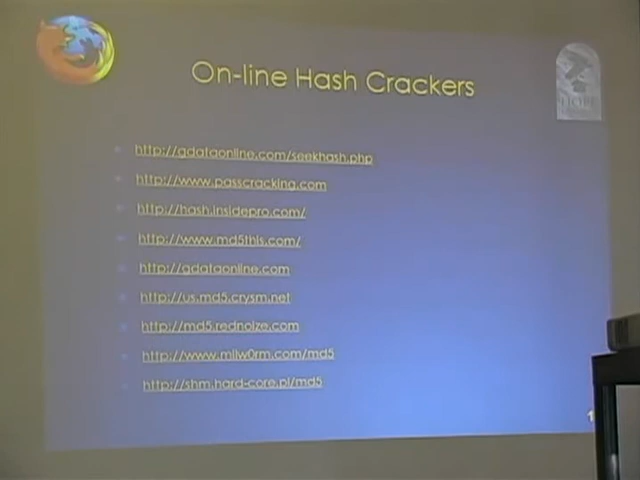 On-line Hash Crackers
http://gdataonline.com/seekhash.php
http://www.passcracking.com
http://hash.insidepro.com/
http://www.md5this.com/
http://gdataonline.com
http://us.md5.crysm.net
http://md5.rednoize.com
http://www.milw0rm.com/md5
http://shm.hard-core.pl/md5